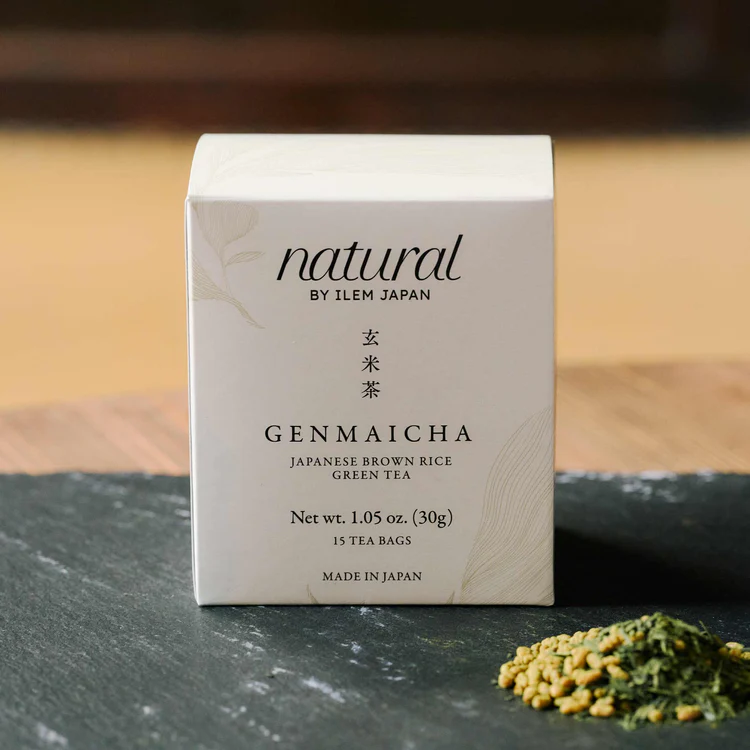 natural
BY ILEM JAPAN
玄
米
茶
GENMAICHA
JAPANESE BROWN RICE
GREEN TEA
Net wt. 1.05 oz. (30g)
15 TEA BAGS
MADE IN JAPAN